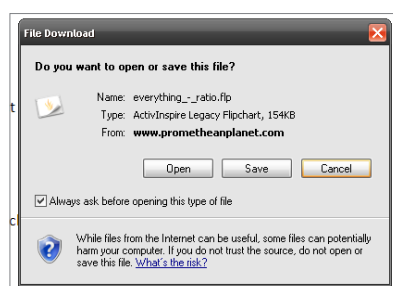 File Download
Do you want to open or save this file?
Name: everything_-_ratio.flp
Type: ActivInspire Legacy Flipchart, 154KB
From: www.prometheanplanet.com
Open Save Cancel
Always ask before opening this type of file
While files from the Internet can be useful, some files can potentially
harm your computer. If you do not trust the source, do not open or
save this file. What's the risk?